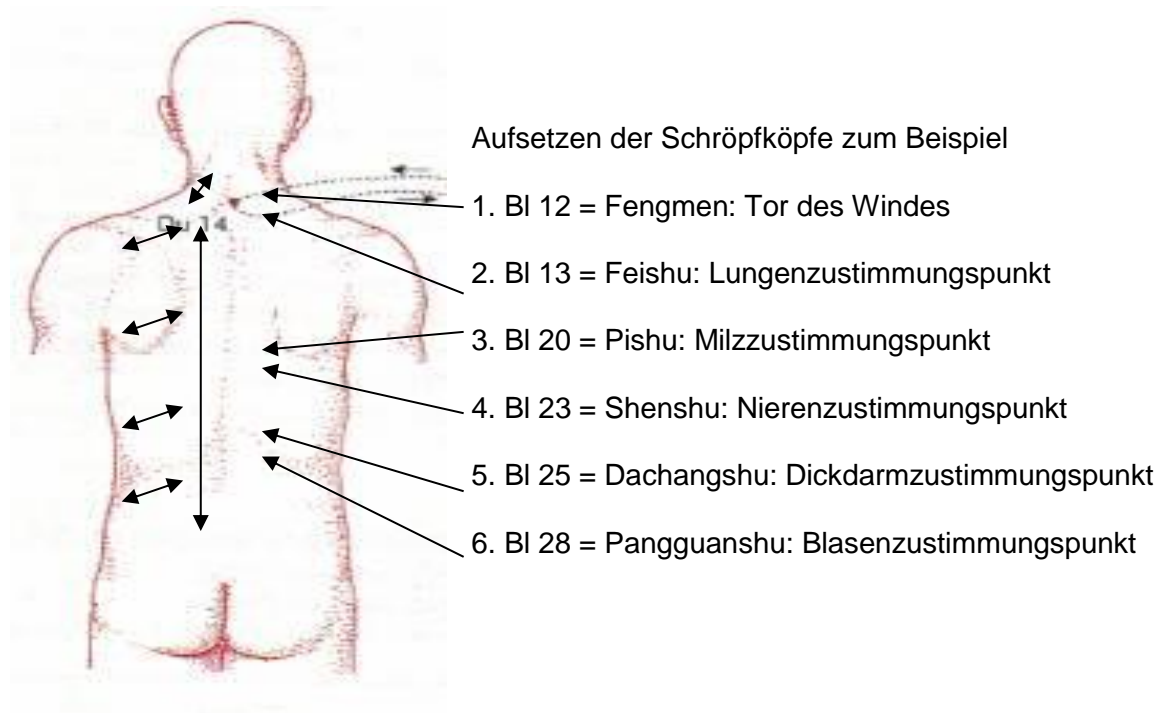 Aufsetzen der Schröpfköpfe zum Beispiel
Du 14
1. Bl 12 = Fengmen: Tor des Windes
2. Bl 13 = Feishu: Lungenzustimmungspunkt
3. Bl 20 = Pishu: Milzzustimmungspunkt
4. Bl 23 = Shenshu: Nierenzustimmungspunkt
5. Bl 25 = Dachangshu: Dickdarmzustimmungspunkt
6. Bl 28 = Pangguanshu: Blasenzustimmungspunkt